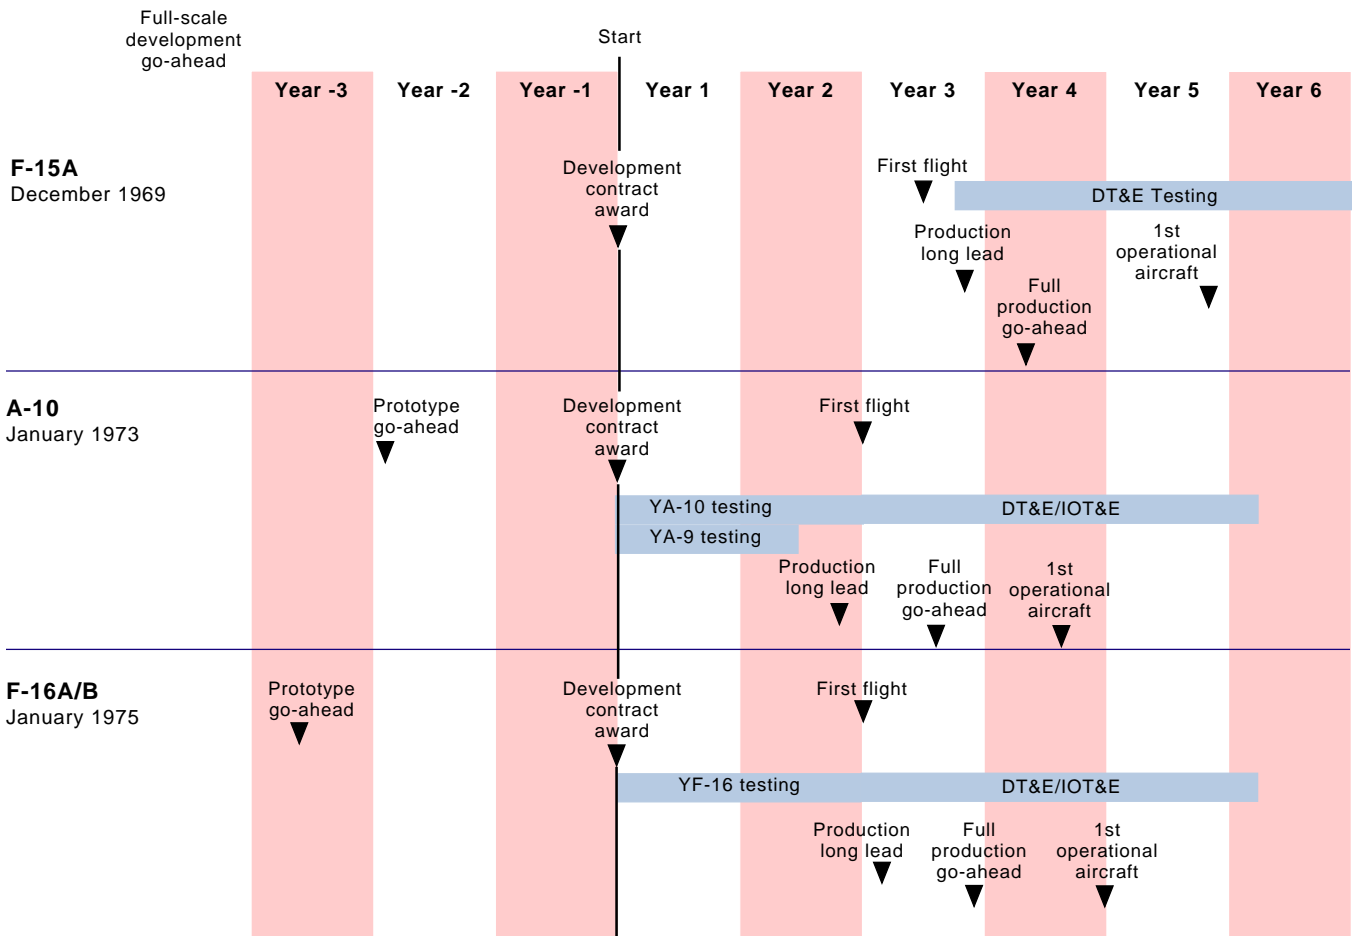 Full-scale
development
go-ahead
Start
Year -3
Year -2
Year -1
Year 1
Year 2
Year 3
Year 4
Year 5
Year 6
F-15A
December 1969
Development
contract
award
First flight
DT&E Testing
Production
long lead
Full
production
go-ahead
1st
operational
aircraft
A-10
January 1973
Prototype
go-ahead
Development
contract
award
First flight
YA-10 testing
DT&E/IOT&E
YA-9 testing
Production
long lead
Full
production
go-ahead
1st
operational
aircraft
F-16A/B
January 1975
Prototype
go-ahead
Development
contract
award
First flight
YF-16 testing
DT&E/IOT&E
Production
long lead
Full
production
go-ahead
1st
operational
aircraft